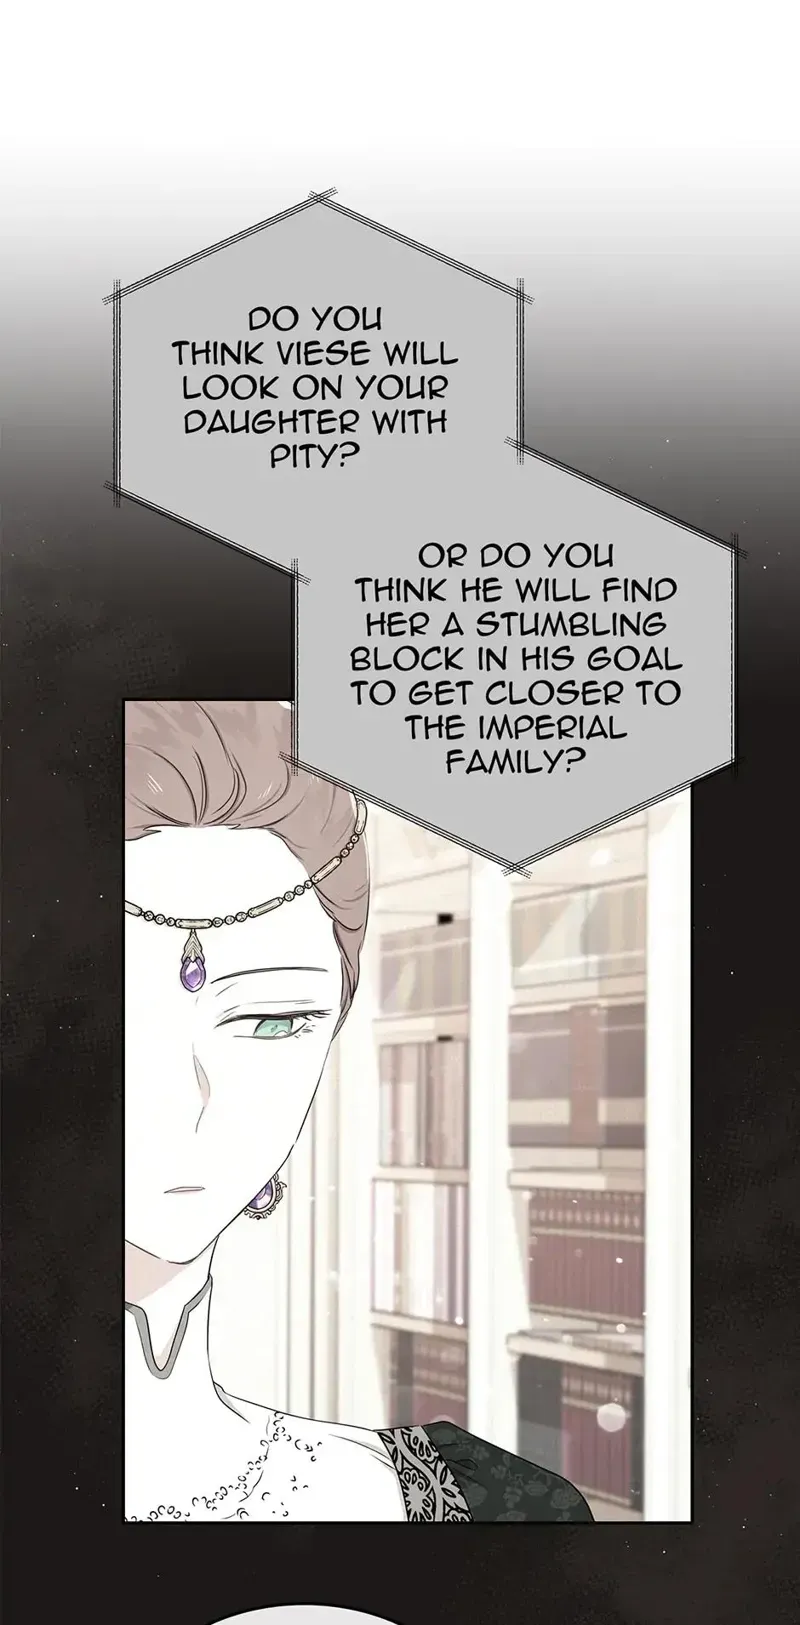 DO YOU
THINK VIESE WILL
LOOK ON YOUR
DAUGHTER WITH
PITY?
OR DO YOU
THINK HE WILL FIND
HER A STUMBLING
BLOCK IN HIS GOAL
TO GET CLOSER TO
THE IMPERIAL
FAMILY?